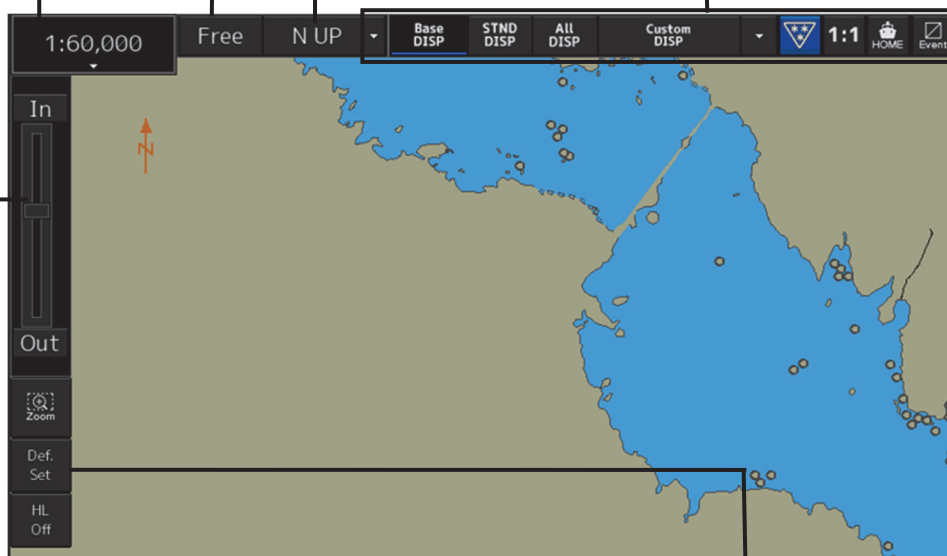 1:60,000
Free
N UP
Base
DISP
STND
DISP
All
DISP
Custom
DISP
1:1
HOME
Event
In
N
Out
Zoom
Def.
Set
HL
Off